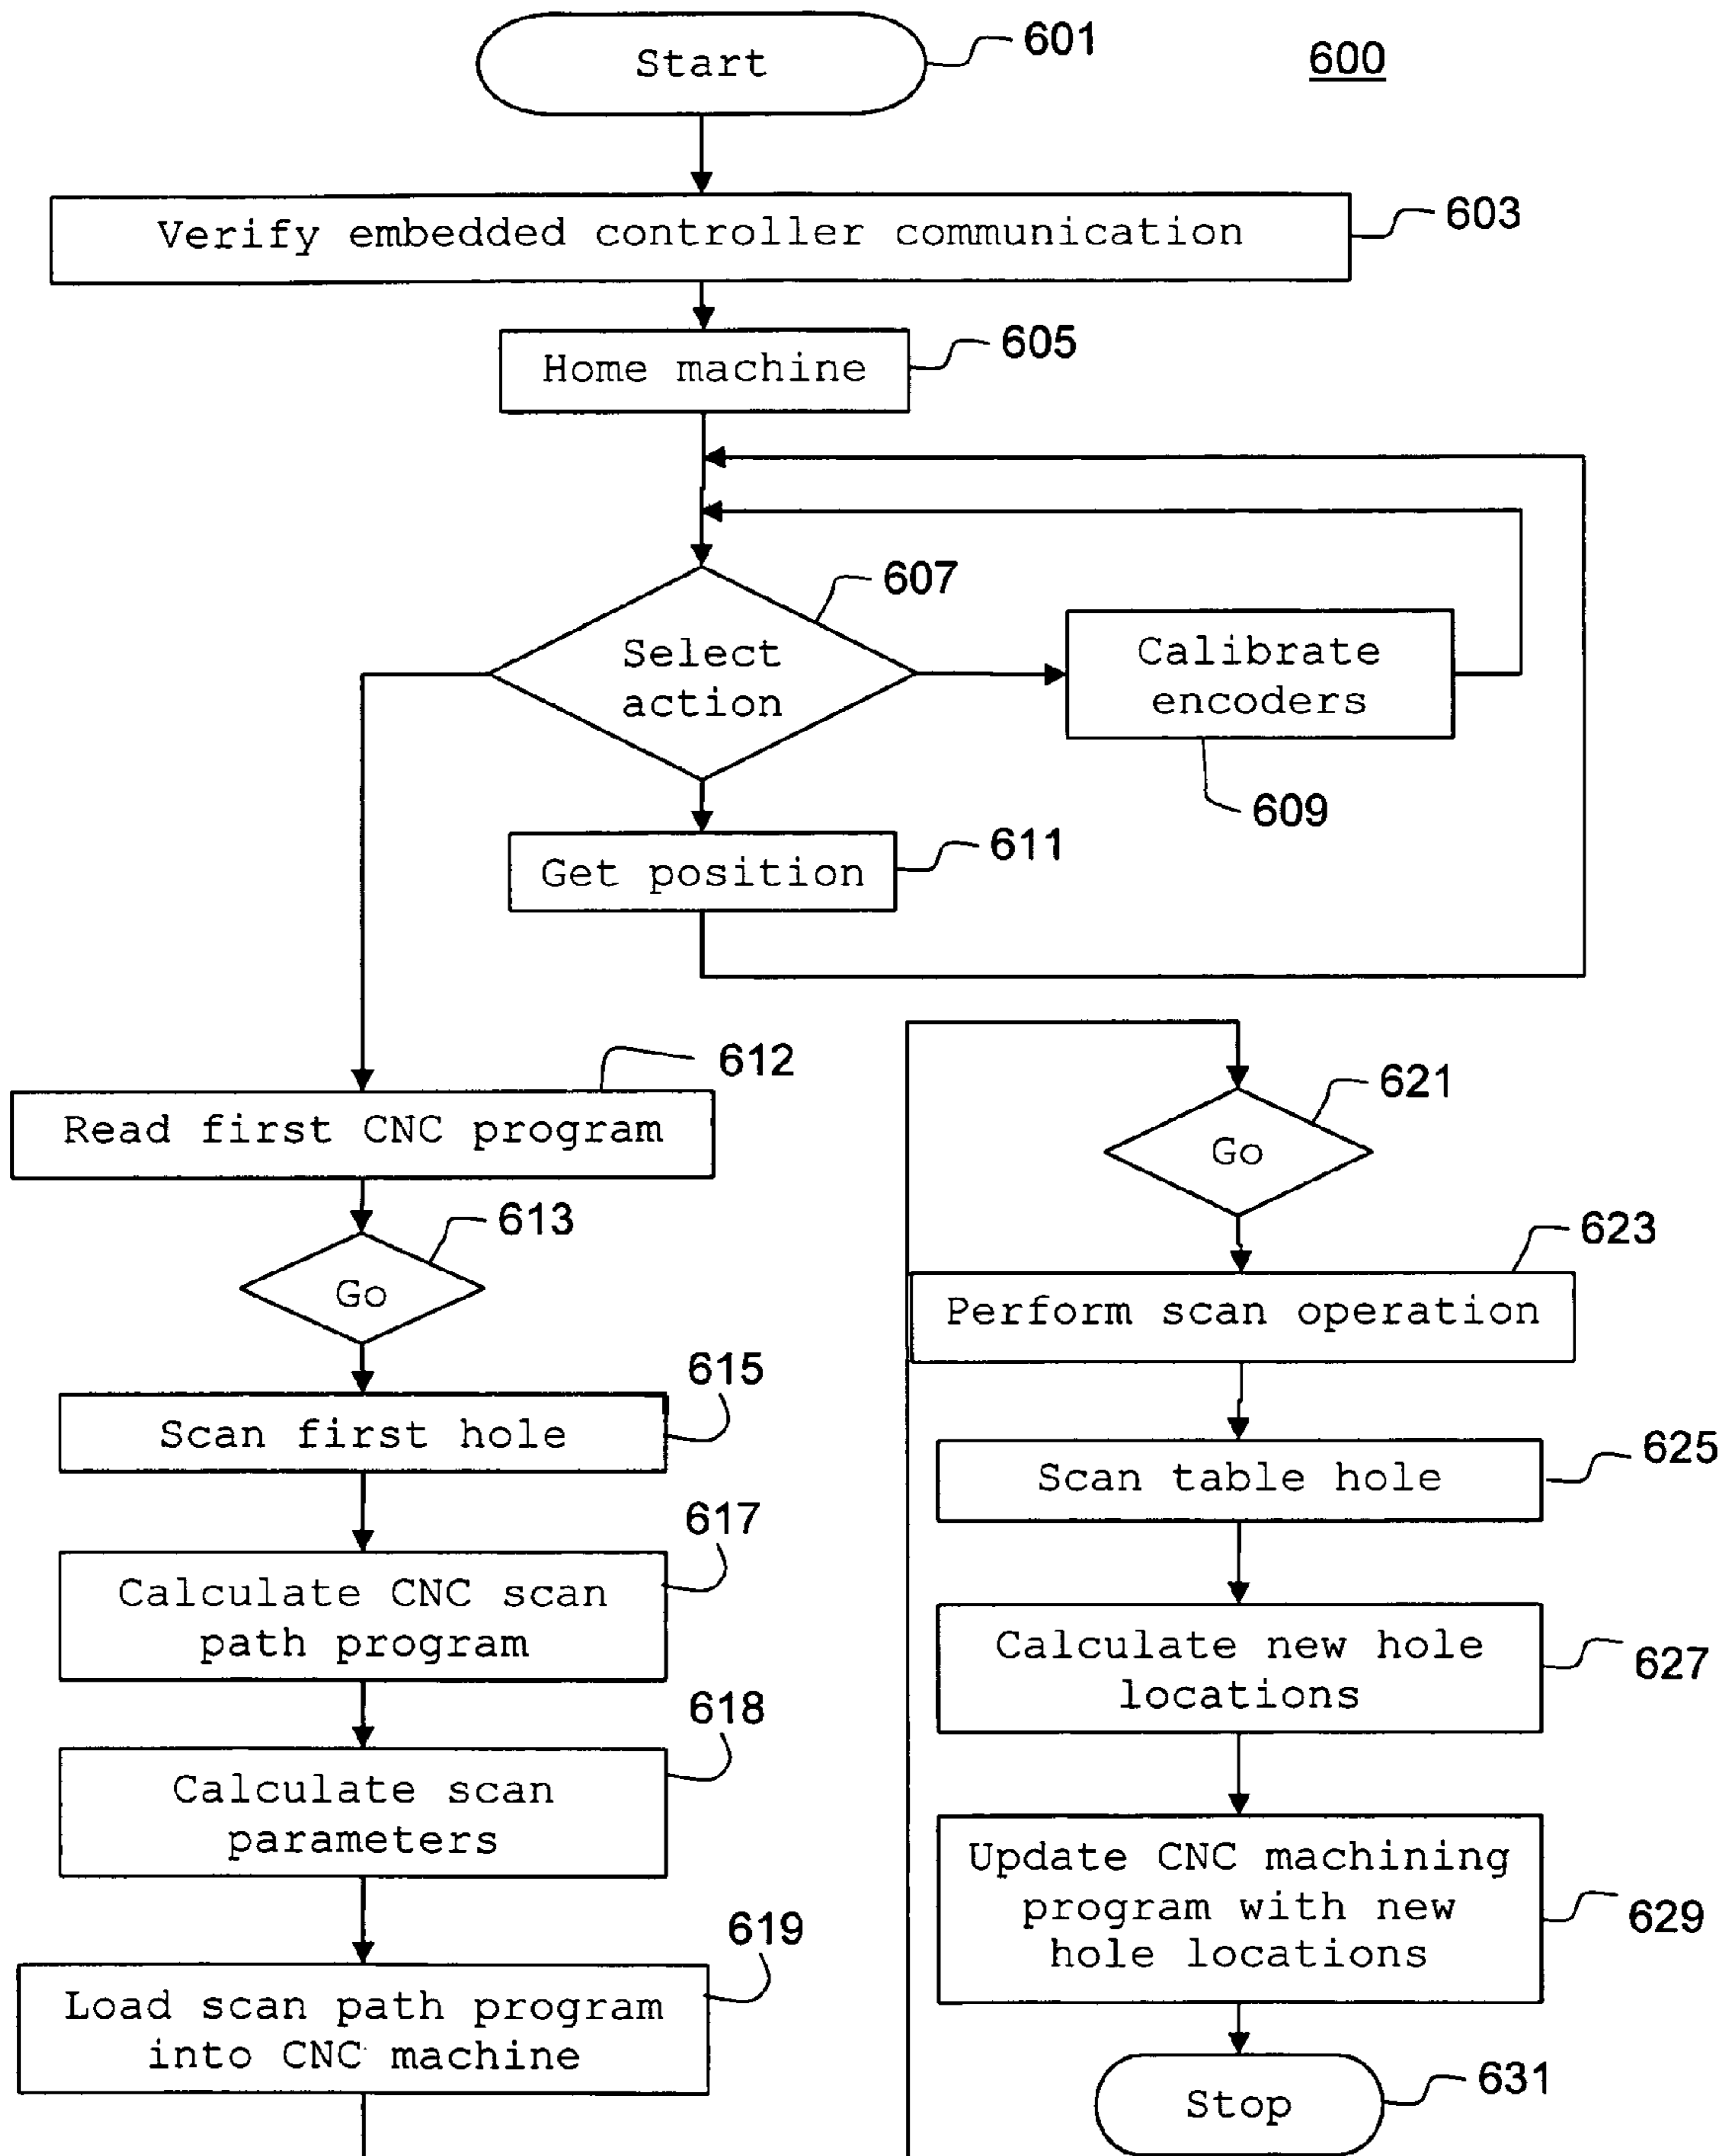 Start
601
600
Verify embedded controller communication
603
Home machine
605
607
Select
action
Calibrate
encoders
609
Get position
611
612
Read first CNC program
613
Go
615
Scan first hole
617
Calculate CNC scan
path program
618
Calculate scan
parameters
619
Load scan path program
into CNC machine
621
Go
623
Perform scan operation
625
Scan table hole
Calculate new hole
locations
627
Update CNC machining
program with new
hole locations
629
Stop
631